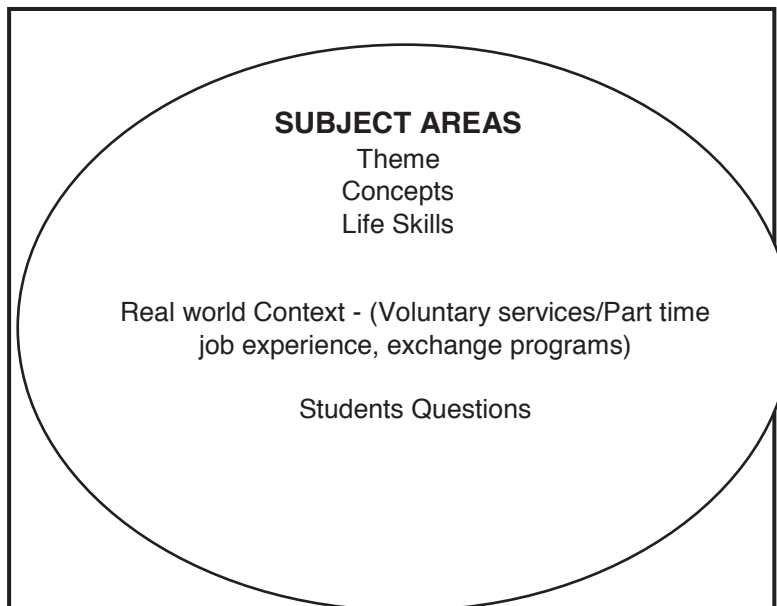 SUBJECT AREAS
Theme
Concepts
Life Skills
Real world Context - (Voluntary services/Part time
job experience, exchange programs)
Students Questions